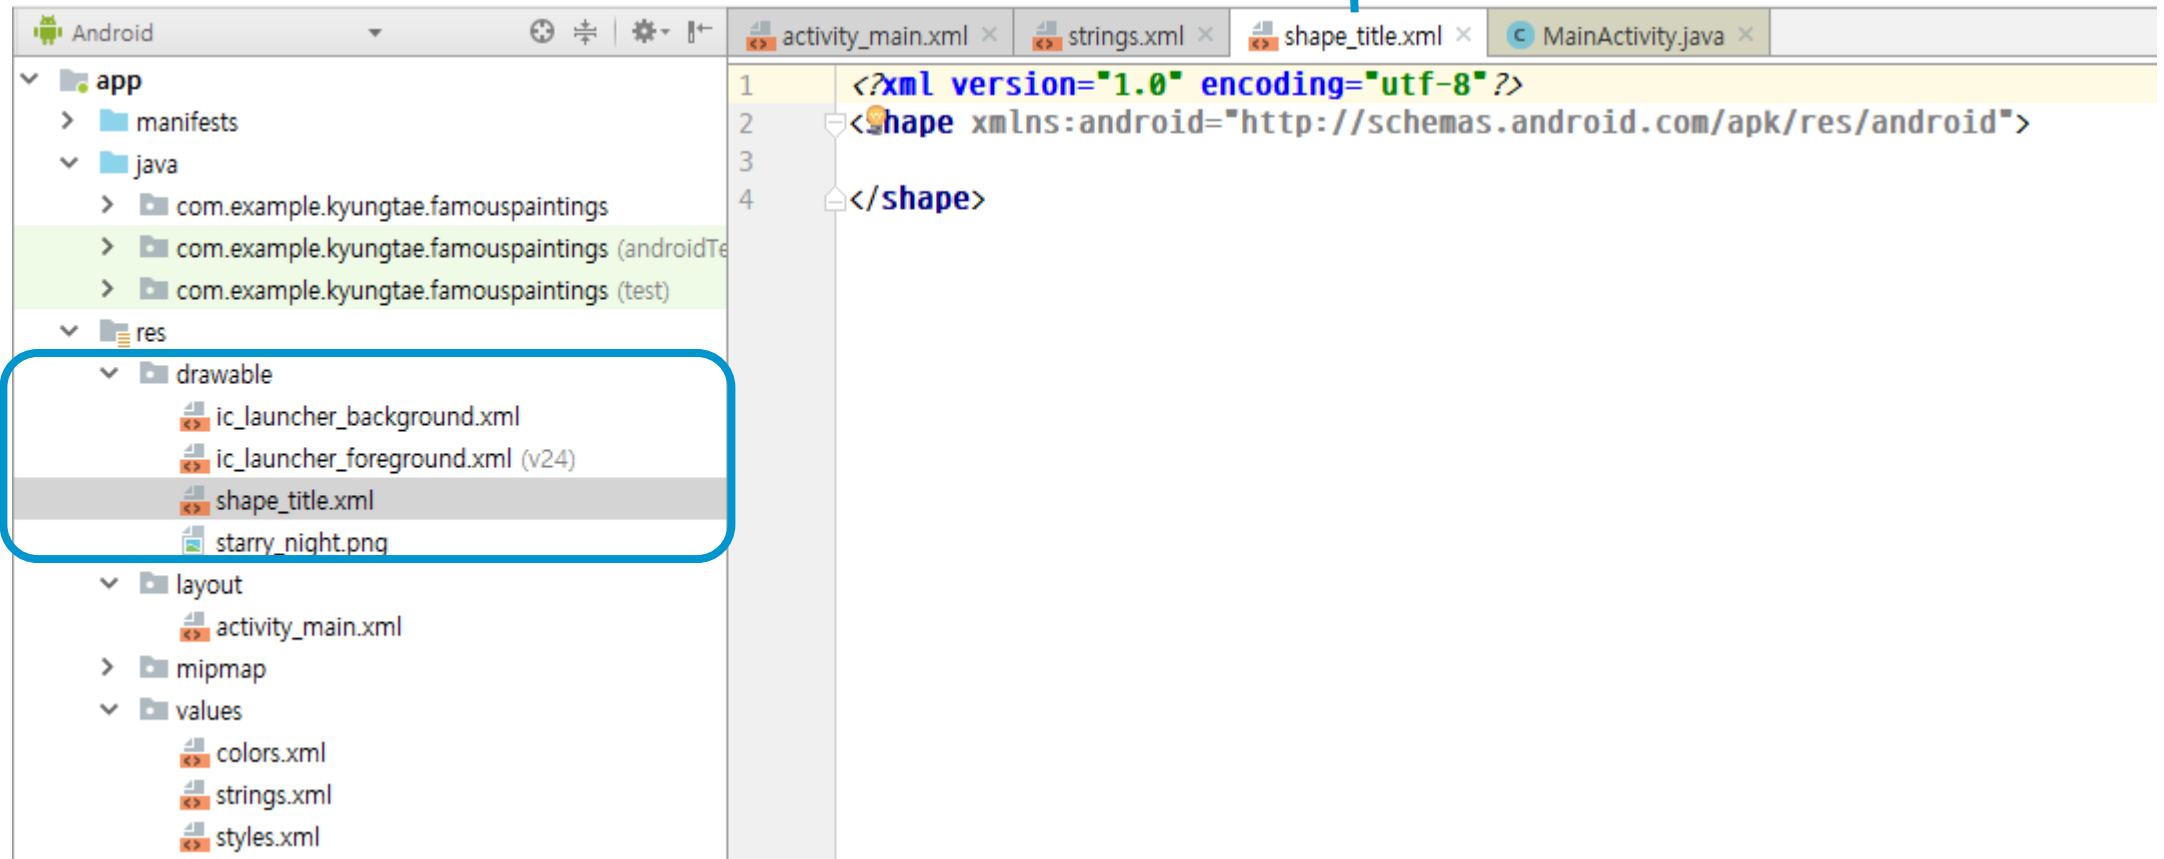 Android
app
manifests
java
com.example.kyungtae.famouspaintings
com.example.kyungtae.famouspaintings (androidTe
com.example.kyungtae.famouspaintings (test)
res
drawable
ic_launcher_background.xml
ic_launcher_foreground.xml (v24)
shape_title.xml
starry_night.png
layout
activity_main.xml
mipmap
values
colors.xml
strings.xml
styles.xml
activity_main.xml strings.xml shape_title.xml C MainActivity.java
1 <?xml version="1.0" encoding="utf-8"?>
2 <shape xmlns:android="http://schemas.android.com/apk/res/android">
3
4 </shape>